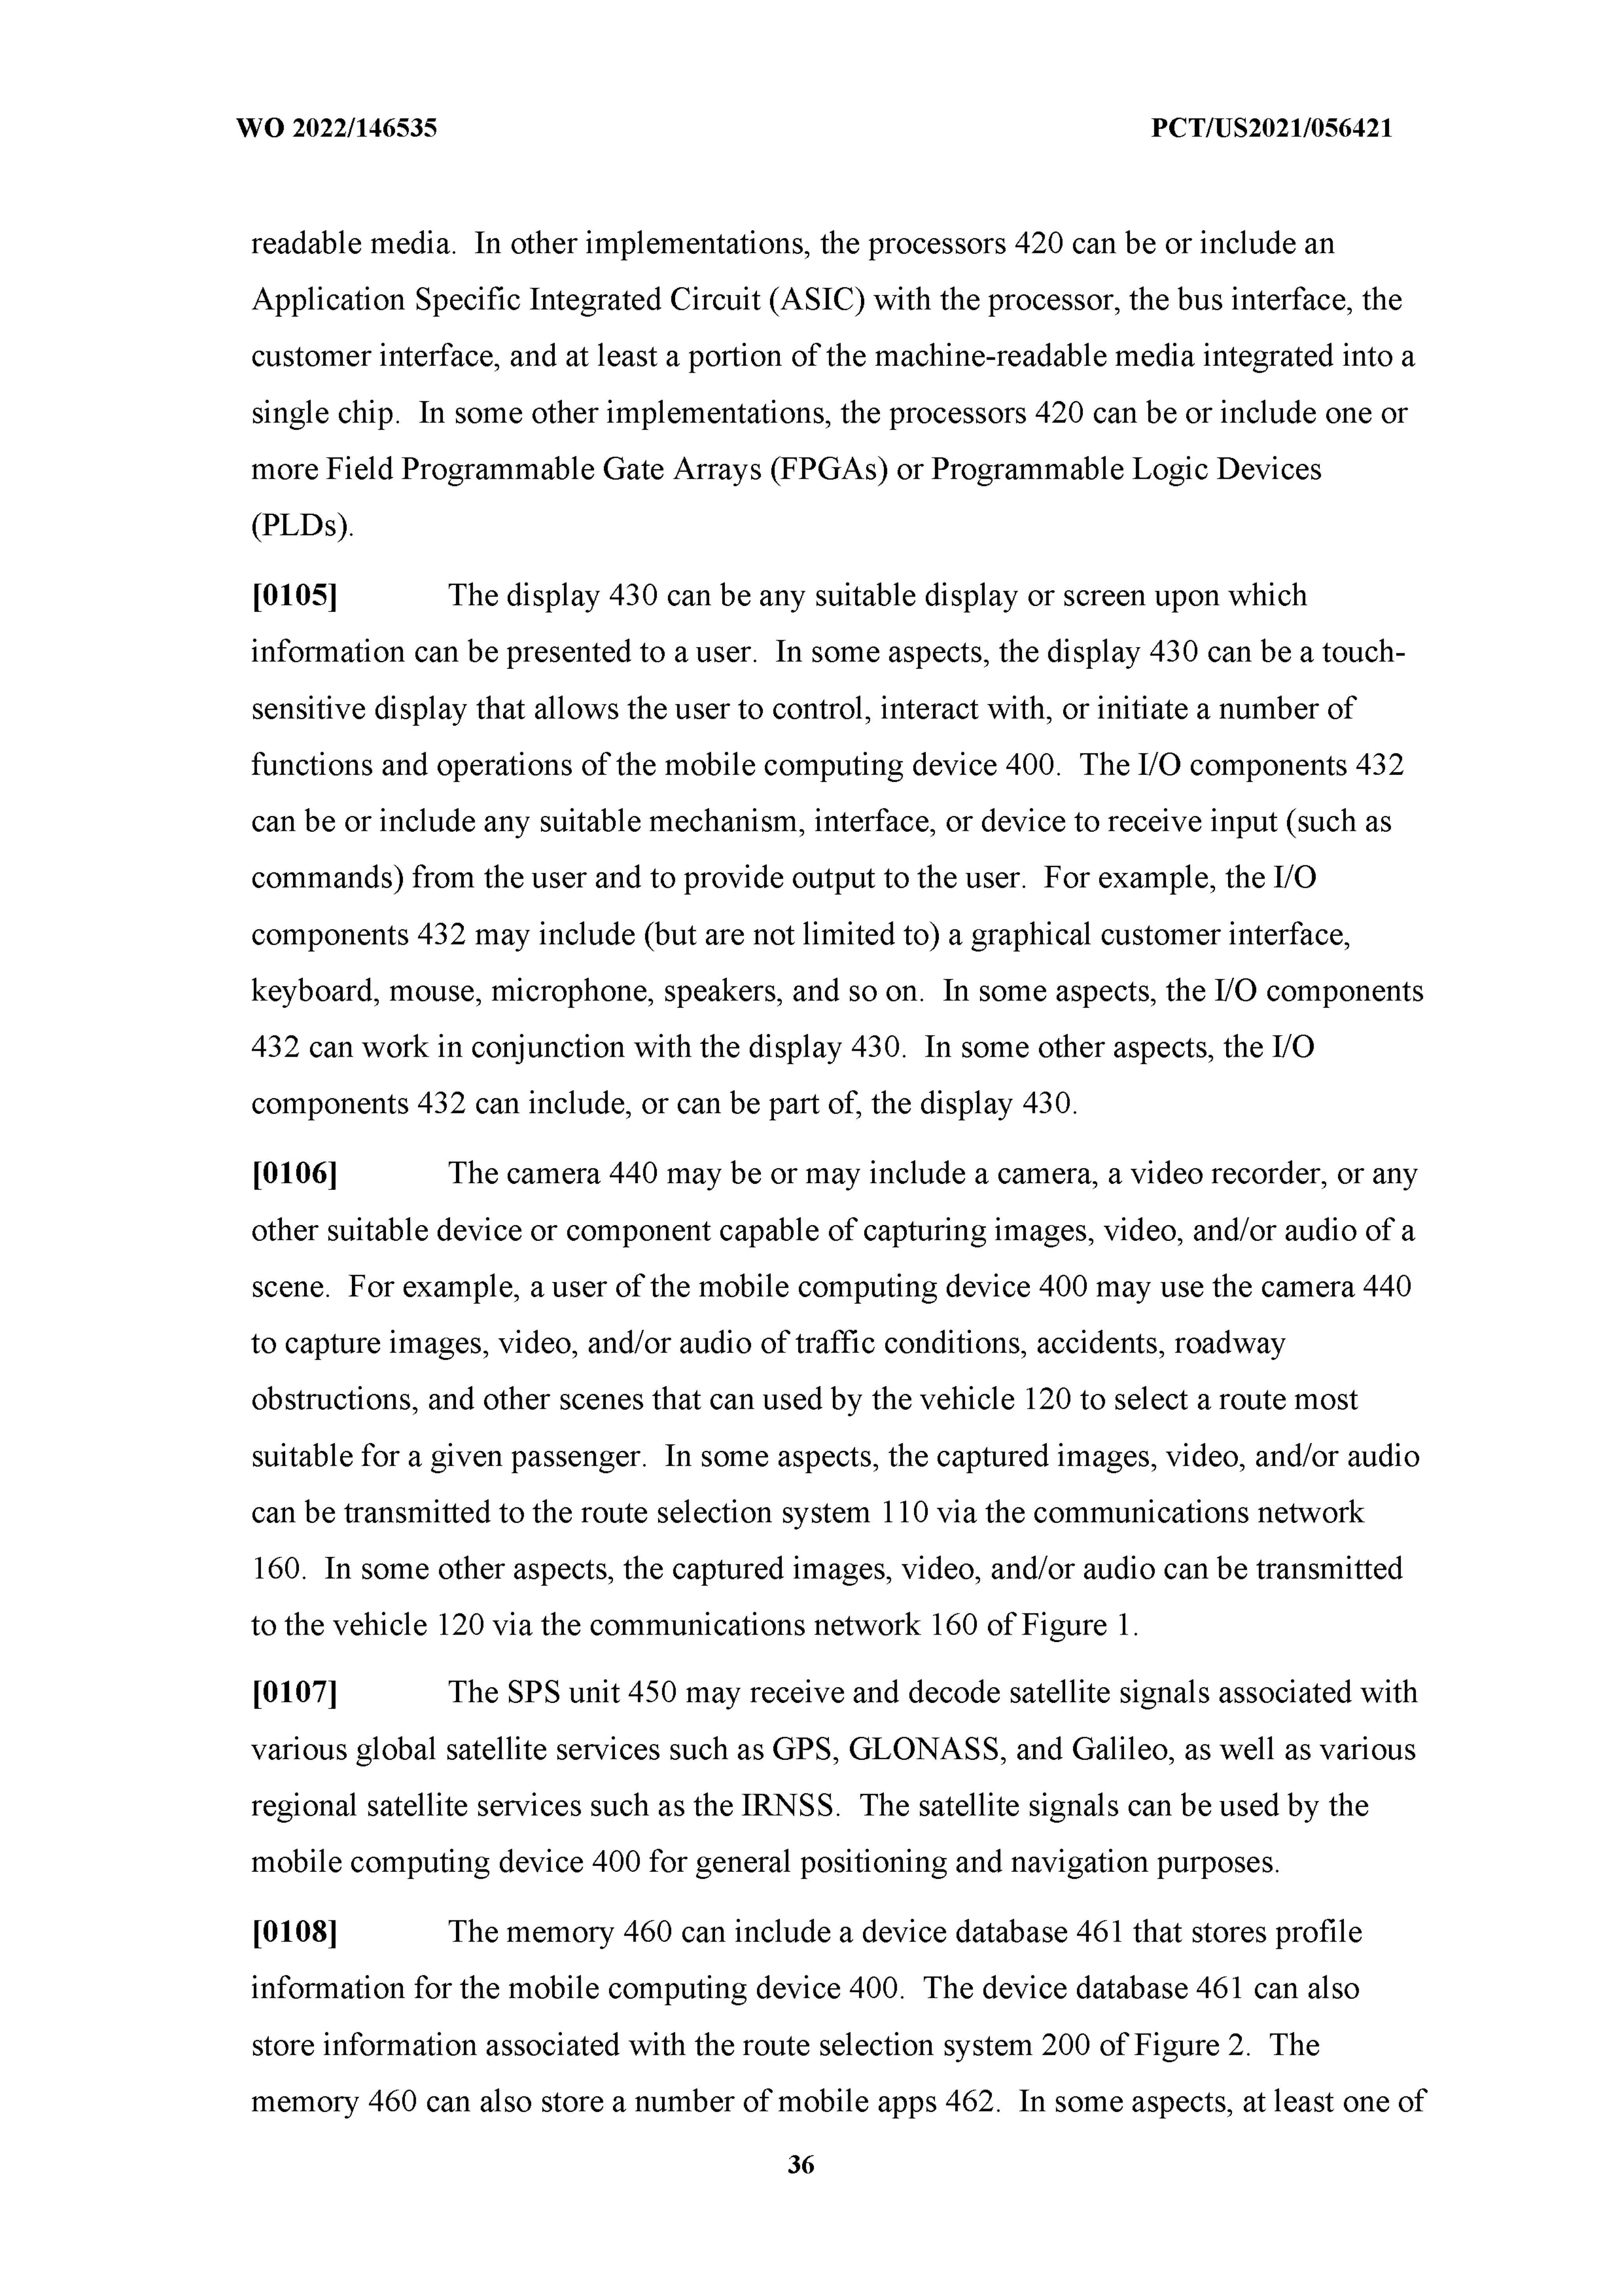 WO 2022/146535 PCT/US2021/056421
readable media. In other implementations, the processors 420 can be or include an
Application Specific Integrated Circuit (ASIC) with the processor, the bus interface, the
customer interface, and at least a portion of the machine-readable media integrated into a
single chip. In some other implementations, the processors 420 can be or include one or
more Field Programmable Gate Arrays (FPGAs) or Programmable Logic Devices
(PLDs).
[0105] The display 430 can be any suitable display or screen upon which
information can be presented to a user. In some aspects, the display 430 can be a touch-
sensitive display that allows the user to control, interact with, or initiate a number of
functions and operations of the mobile computing device 400. The I/O components 432
can be or include any suitable mechanism, interface, or device to receive input (such as
commands) from the user and to provide output to the user. For example, the I/O
components 432 may include (but are not limited to) a graphical customer interface,
keyboard, mouse, microphone, speakers, and so on. In some aspects, the I/O components
432 can work in conjunction with the display 430. In some other aspects, the I/O
components 432 can include, or can be part of, the display 430.
[0106] The camera 440 may be or may include a camera, a video recorder, or any
other suitable device or component capable of capturing images, video, and/or audio of a
scene. For example, a user of the mobile computing device 400 may use the camera 440
to capture images, video, and/or audio of traffic conditions, accidents, roadway
obstructions, and other scenes that can used by the vehicle 120 to select a route most
suitable for a given passenger. In some aspects, the captured images, video, and/or audio
can be transmitted to the route selection system 110 via the communications network
160. In some other aspects, the captured images, video, and/or audio can be transmitted
to the vehicle 120 via the communications network 160 of Figure 1.
[0107] The SPS unit 450 may receive and decode satellite signals associated with
various global satellite services such as GPS, GLONASS, and Galileo, as well as various
regional satellite services such as the IRNSS. The satellite signals can be used by the
mobile computing device 400 for general positioning and navigation purposes.
[0108] The memory 460 can include a device database 461 that stores profile
information for the mobile computing device 400. The device database 461 can also
store information associated with the route selection system 200 of Figure 2. The
memory 460 can also store a number of mobile apps 462. In some aspects, at least one of
36